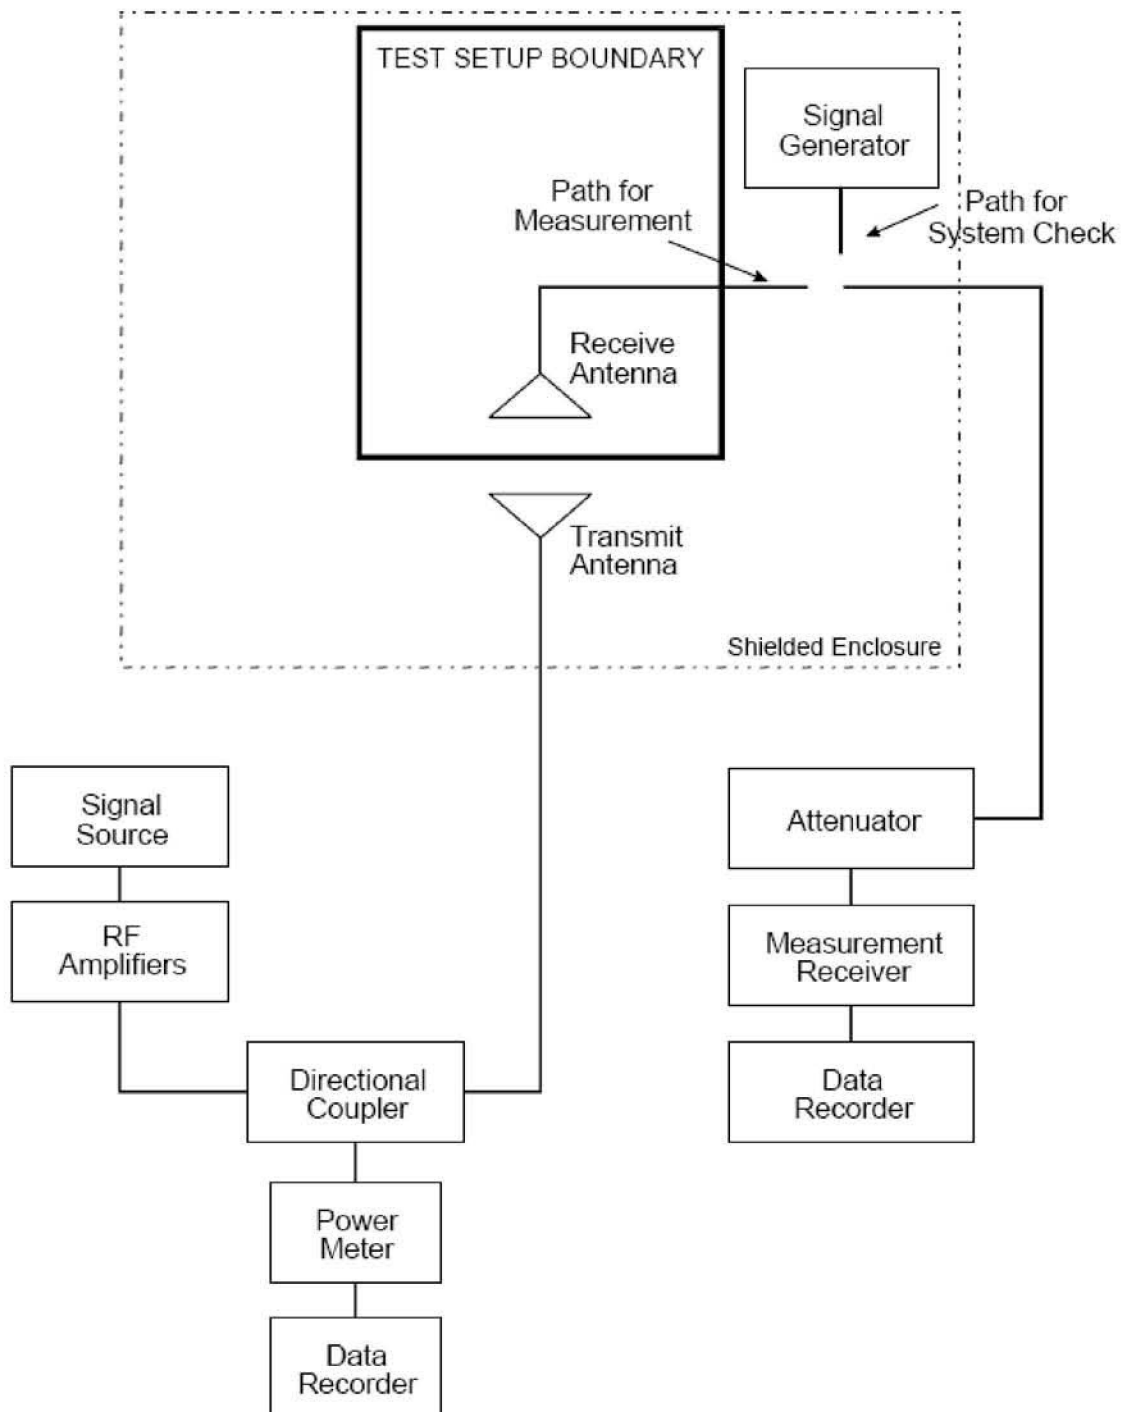 TEST SETUP BOUNDARY
Signal
Generator
Path for
Measurement
Path for
System Check
Receive
Antenna
Transmit
Antenna
Shielded Enclosure
Signal
Source
RF
Amplifiers
Directional
Coupler
Power
Meter
Data
Recorder
Attenuator
Measurement
Receiver
Data
Recorder